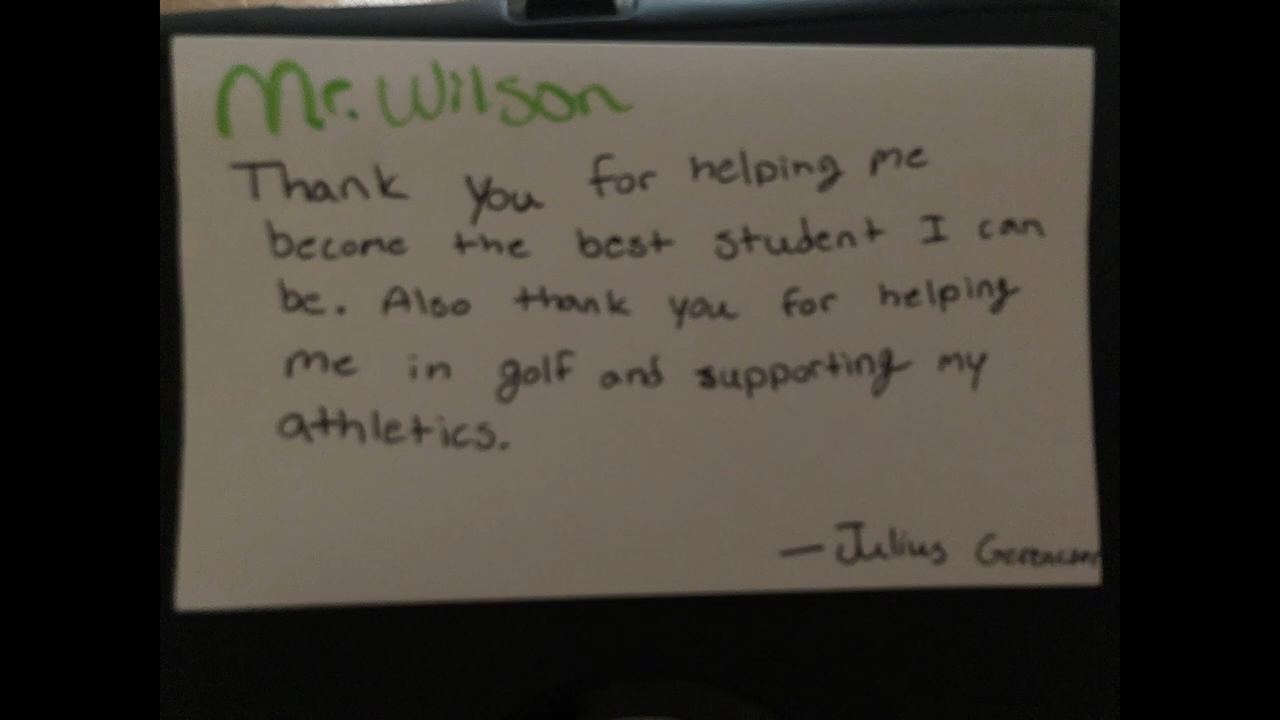 Mr. Wilson
Thank you for helping me
become the best student I can
be. Also thank you for helping
me in golf and supporting my
athletics.
— Julius